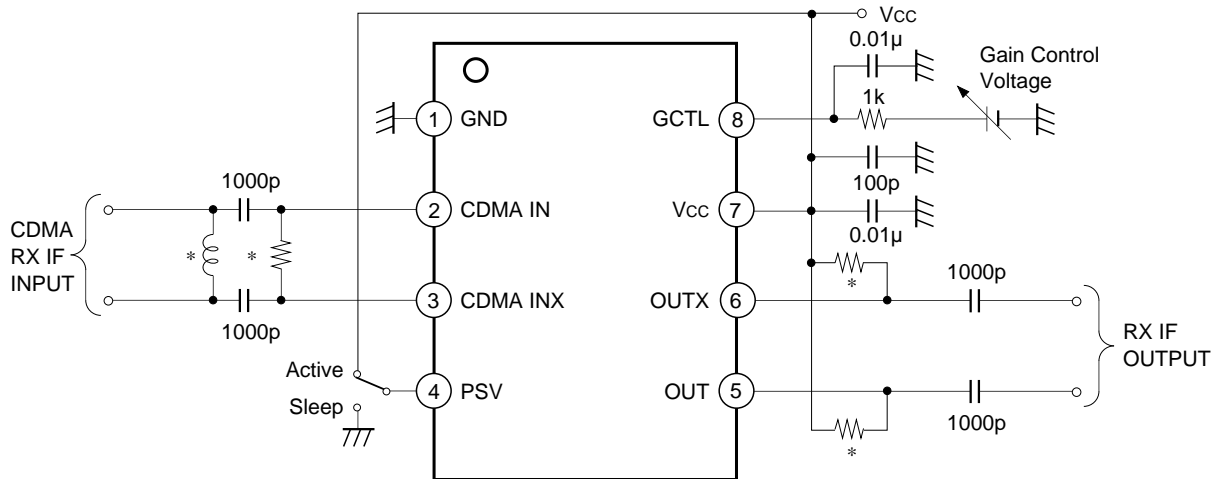 VCC
0.01µ
Gain Control
Voltage
1k
1
GND
GCTL
8
100p
1000p
2
CDMA IN
VCC
7
0.01µ
CDMA
RX IF
INPUT
*
*
*
1000p
3
CDMA INX
OUTX
6
1000p
RX IF
OUTPUT
Active
4
PSV
OUT
5
Sleep
1000p
*